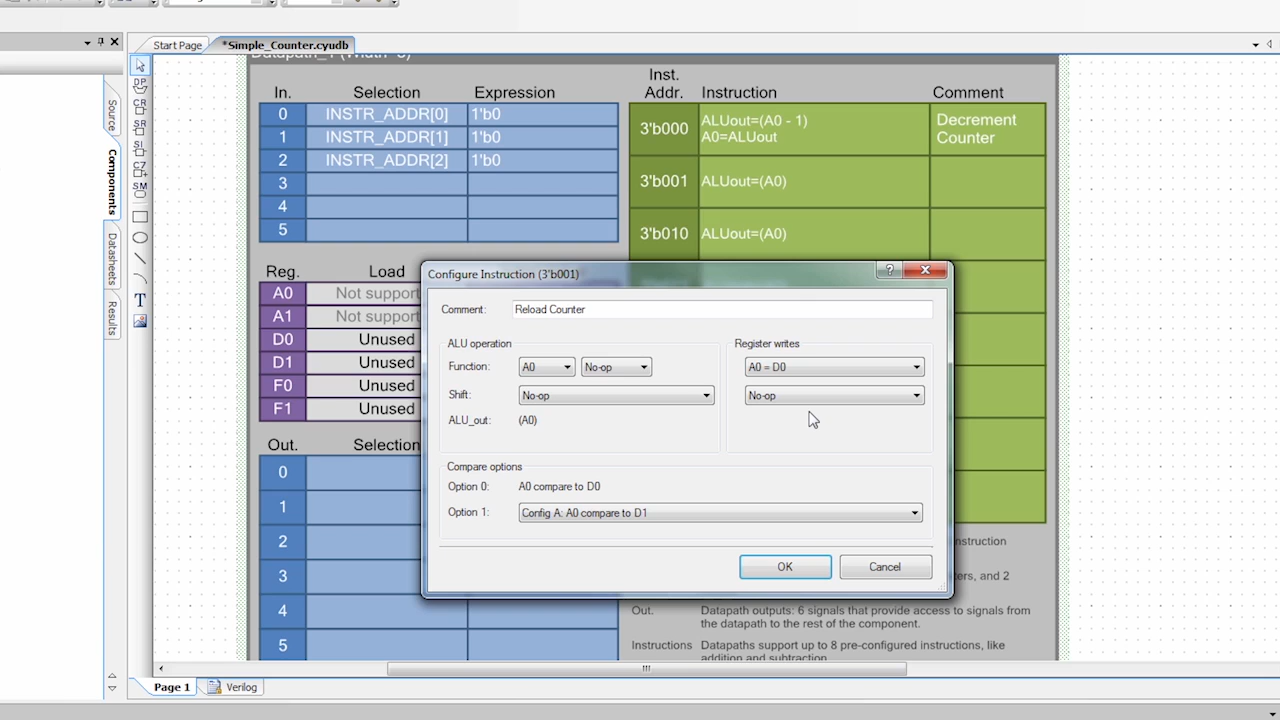 Start Page
*Simple_Counter.cyudb
Source
Components
Datasheets
Results
DP
CR
SR
SI
CZ
SM
T
In. Selection Expression
0 INSTR_ADDR[0] 1'b0
1 INSTR_ADDR[1] 1'b0
2 INSTR_ADDR[2] 1'b0
3
4
5
Inst.
Addr. Instruction Comment
3'b000 ALUout=(A0 - 1)
A0=ALUout
Decrement
Counter
3'b001 ALUout=(A0)
3'b010 ALUout=(A0)
Reg. Load
A0 Not support
A1 Not support
D0 Unused
D1 Unused
F0 Unused
F1 Unused
Out. Selection
0
1
2
3
4
5
Configure Instruction (3'b001)
Comment: Reload Counter
ALU operation
Function: A0 No-op
Shift: No-op
ALU_out: (A0)
Register writes
A0 = D0
No-op
Compare options
Option 0: A0 compare to D0
Option 1: Config A: A0 compare to D1
OK Cancel
nstruction
ters, and 2
Out. Datapath outputs: 6 signals that provide access to signals from
the datapath to the rest of the component.
Instructions Datapaths support up to 8 pre-configured instructions, like
addition and subtraction
Page 1
Verilog